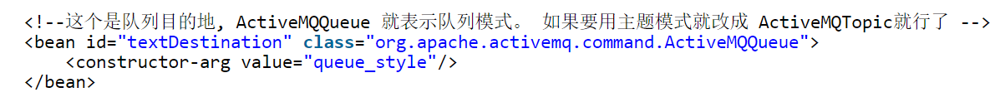 <!--这个是队列目的地, ActiveMQQueue 就表示队列模式。 如果要用主题模式就改成 ActiveMQTopic就行了 -->
<bean id="textDestination" class="org.apache.activemq.command.ActiveMQQueue">
    <constructor-arg value="queue_style"/>
</bean>